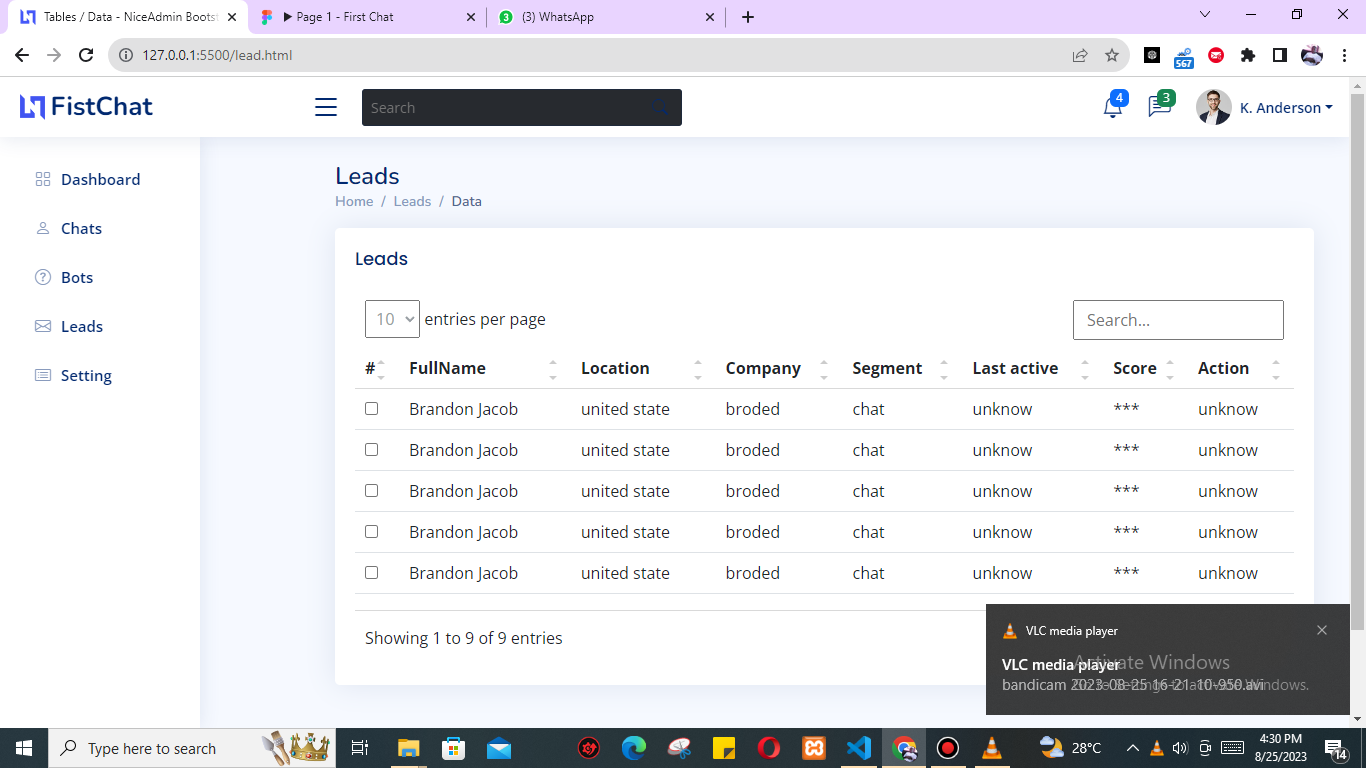 Tables / Data - NiceAdmin Bootst
Page 1 - First Chat
(3) WhatsApp
127.0.0.1:5500/lead.html
567
FistChat
Search
4
3
K. Anderson
Dashboard
Chats
Bots
Leads
Setting
Leads
Home / Leads / Data
Leads
10 entries per page
Search...
# FullName Location Company Segment Last active Score Action
Brandon Jacob united state broded chat unknow *** unknow
Brandon Jacob united state broded chat unknow *** unknow
Brandon Jacob united state broded chat unknow *** unknow
Brandon Jacob united state broded chat unknow *** unknow
Brandon Jacob united state broded chat unknow *** unknow
Showing 1 to 9 of 9 entries
VLC media player
VLC media player
Activate Windows
bandicam 2023-08-25 16-21-10-950.avi
Go to Settings to activate Windows.
Type here to search
28°C
4:30 PM
8/25/2023
14